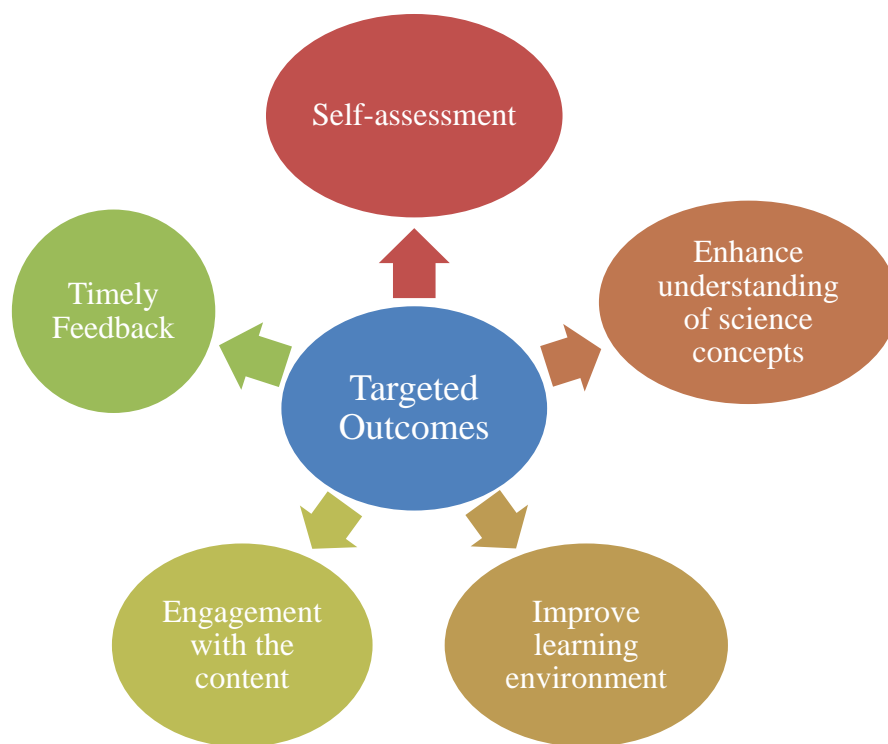 Self-assessment
Enhance
understanding
of science
concepts
Timely
Feedback
Targeted
Outcomes
Engagement
with the
content
Improve
learning
environment